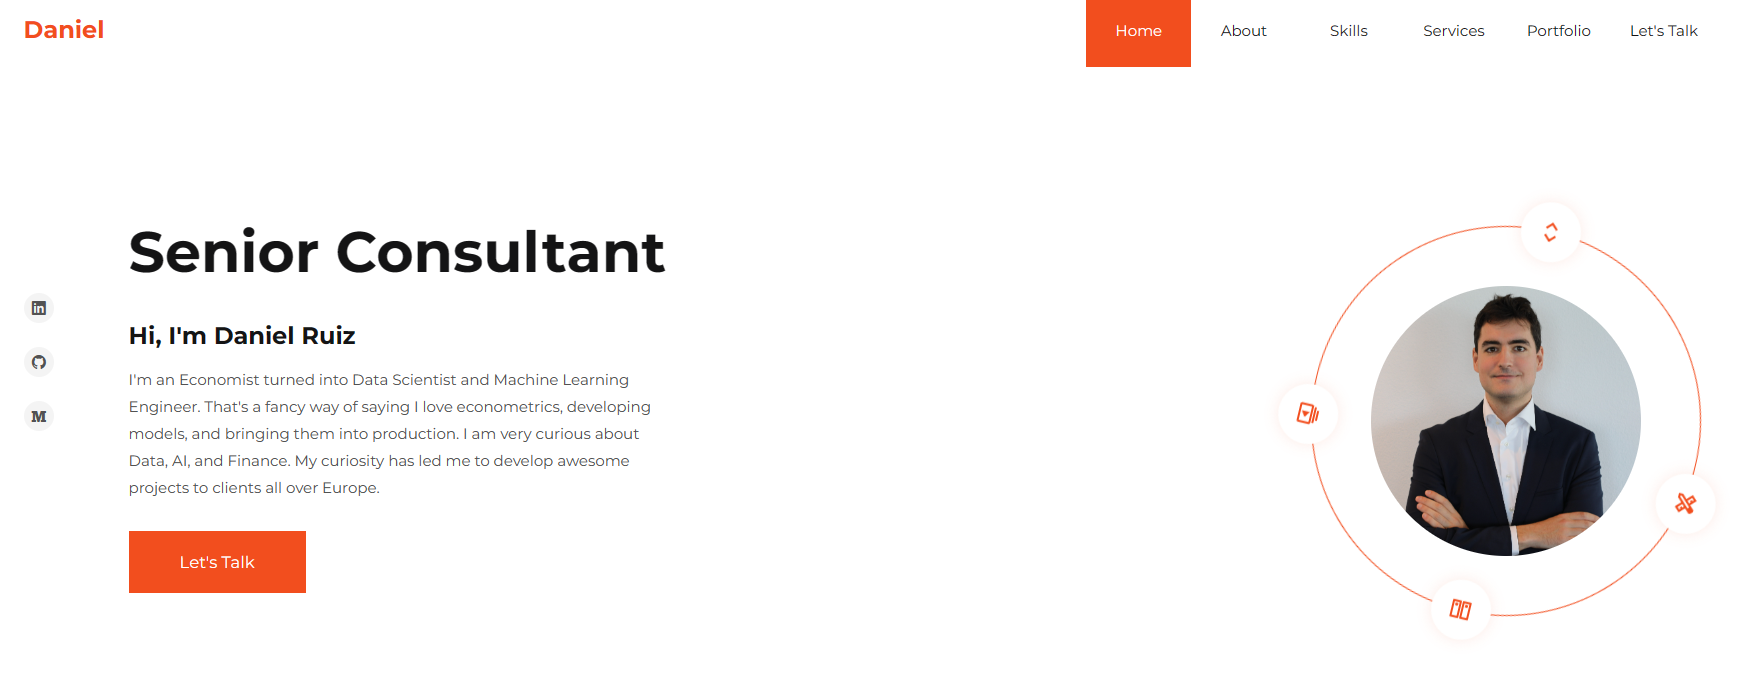 Daniel
Home
About
Skills
Services
Portfolio
Let's Talk
Senior Consultant
Hi, I'm Daniel Ruiz
I'm an Economist turned into Data Scientist and Machine Learning
Engineer. That's a fancy way of saying I love econometrics, developing
models, and bringing them into production. I am very curious about
Data, AI, and Finance. My curiosity has led me to develop awesome
projects to clients all over Europe.
Let's Talk